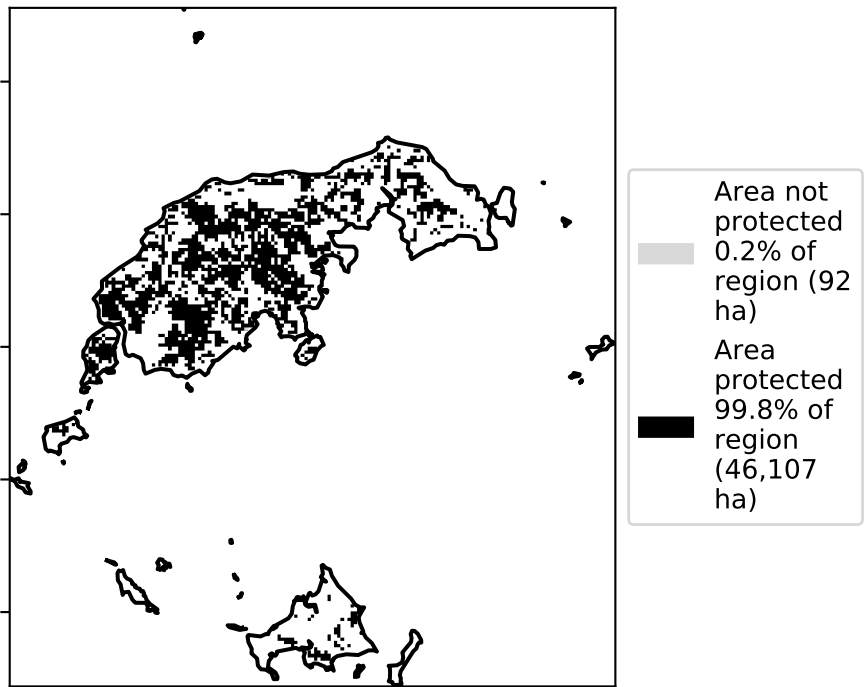 Area not
protected
0.2% of
region (92
ha)
Area
protected
99.8% of
region
(46,107
ha)